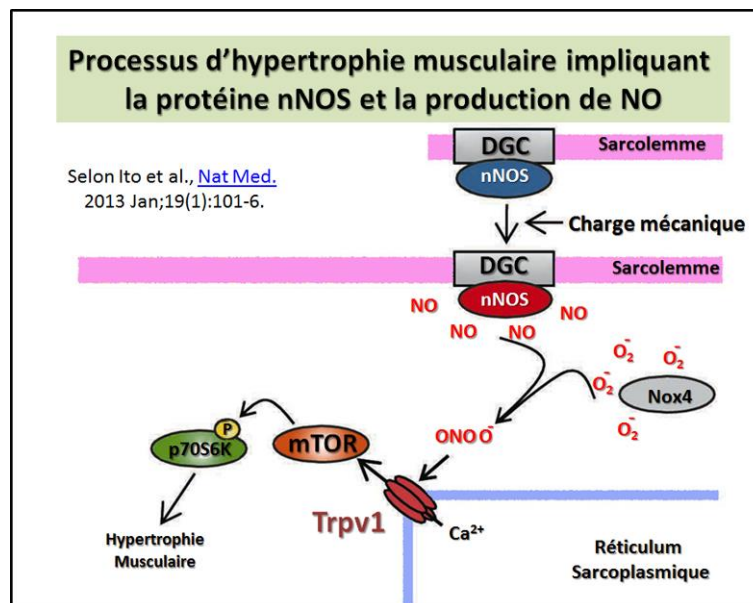 Processus d'hypertrophie musculaire impliquant
la protéine nNOS et la production de NO
Selon Ito et al., Nat Med.
2013 Jan;19(1):101-6.
DGC
Sarcolemme
nNOS
Charge mécanique
DGC
Sarcolemme
nNOS
NO
NO
NO
NO
O₂⁻
O₂⁻
O₂⁻
O₂⁻
Nox4
ONOO⁻
P
p70S6K
mTOR
Trpv1
Ca²⁺
Hypertrophie
Musculaire
Réticulum
Sarcoplasmique